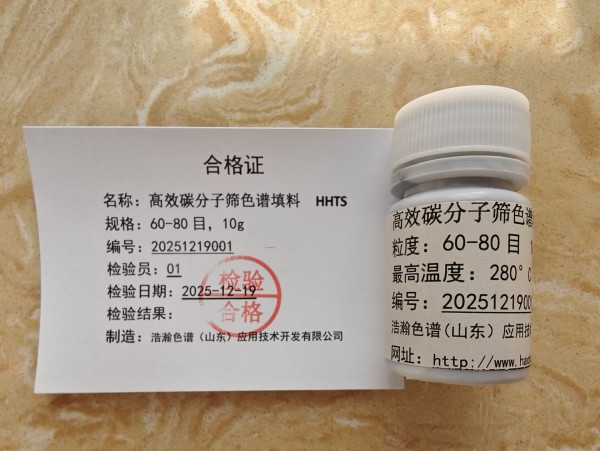 合格证
名称：高效碳分子筛色谱填料 HHTS
规格：60-80 目，10g
编号：20251219001
检验员：01
检验日期：2025-12-19
检验结果：
检验
合格
制造：浩瀚色谱（山东）应用技术开发有限公司
高效碳分子筛色谱
粒度：60-80 目
最高温度：280°C
编号：2025121900
浩瀚色谱(山东）应用技术
网址：http://www.hao